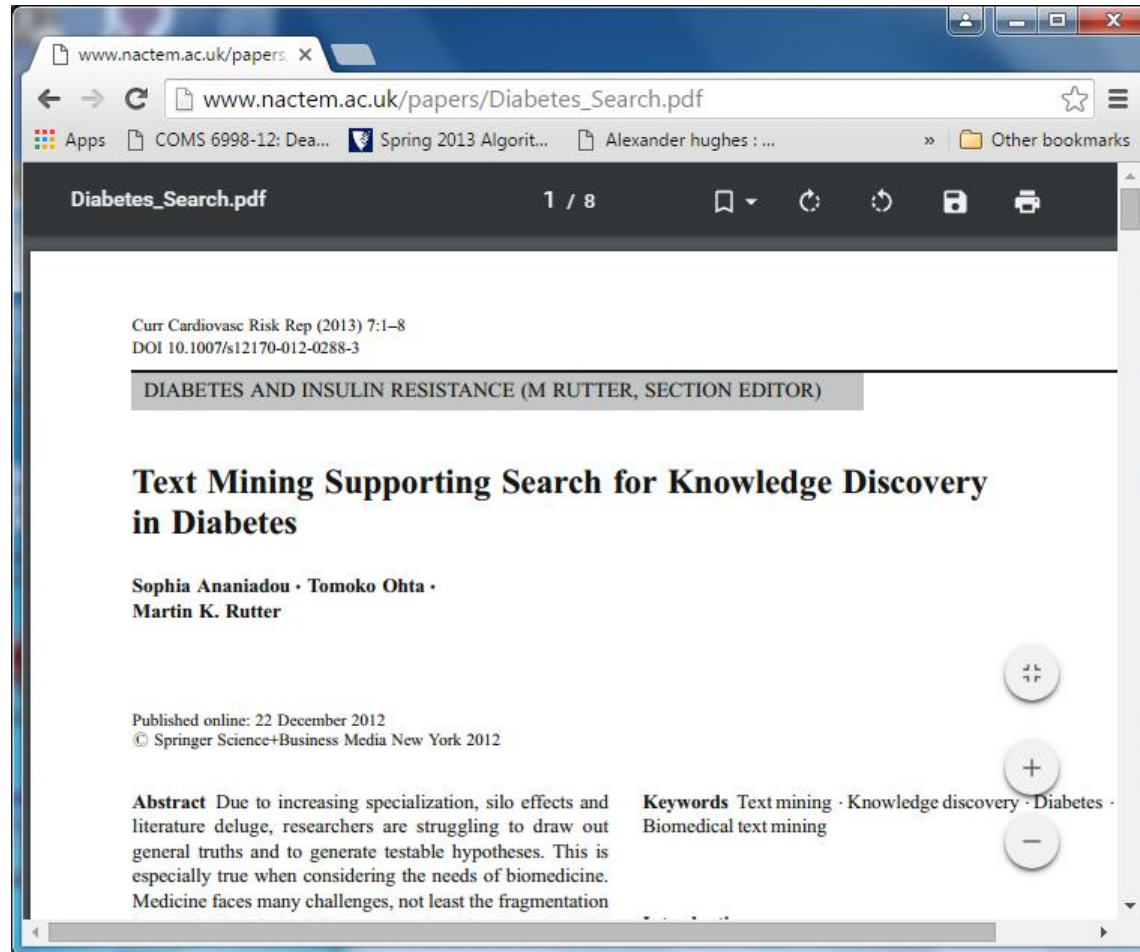 www.nactem.ac.uk/papers
www.nactem.ac.uk/papers/Diabetes_Search.pdf
Apps COMS 6998-12: Dea... Spring 2013 Algorit... Alexander hughes : ... » Other bookmarks
Diabetes_Search.pdf 1 / 8
Curr Cardiovasc Risk Rep (2013) 7:1–8
DOI 10.1007/s12170-012-0288-3
DIABETES AND INSULIN RESISTANCE (M RUTTER, SECTION EDITOR)
Text Mining Supporting Search for Knowledge Discovery
in Diabetes
Sophia Ananiadou · Tomoko Ohta ·
Martin K. Rutter
Published online: 22 December 2012
© Springer Science+Business Media New York 2012
Abstract Due to increasing specialization, silo effects and
literature deluge, researchers are struggling to draw out
general truths and to generate testable hypotheses. This is
especially true when considering the needs of biomedicine.
Medicine faces many challenges, not least the fragmentation
Keywords Text mining · Knowledge discovery · Diabetes ·
Biomedical text mining